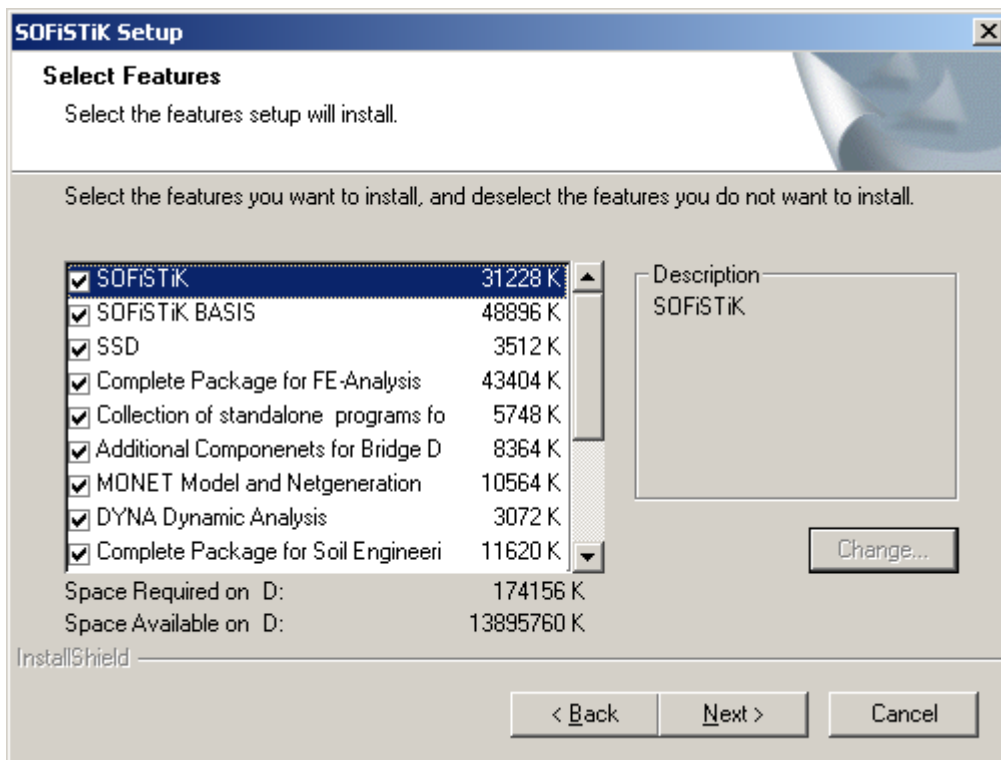 SOFiSTiK Setup
Select Features
Select the features setup will install.
Select the features you want to install, and deselect the features you do not want to install.
SOFiSTiK 31228 K
SOFiSTiK BASIS 48896 K
SSD 3512 K
Complete Package for FE-Analysis 43404 K
Collection of standalone programs fo 5748 K
Additional Componenets for Bridge D 8364 K
MONET Model and Netgeneration 10564 K
DYNA Dynamic Analysis 3072 K
Complete Package for Soil Engineeri 11620 K
Description
SOFiSTiK
Change...
Space Required on D: 174156 K
Space Available on D: 13895760 K
InstallShield
< Back
Next >
Cancel